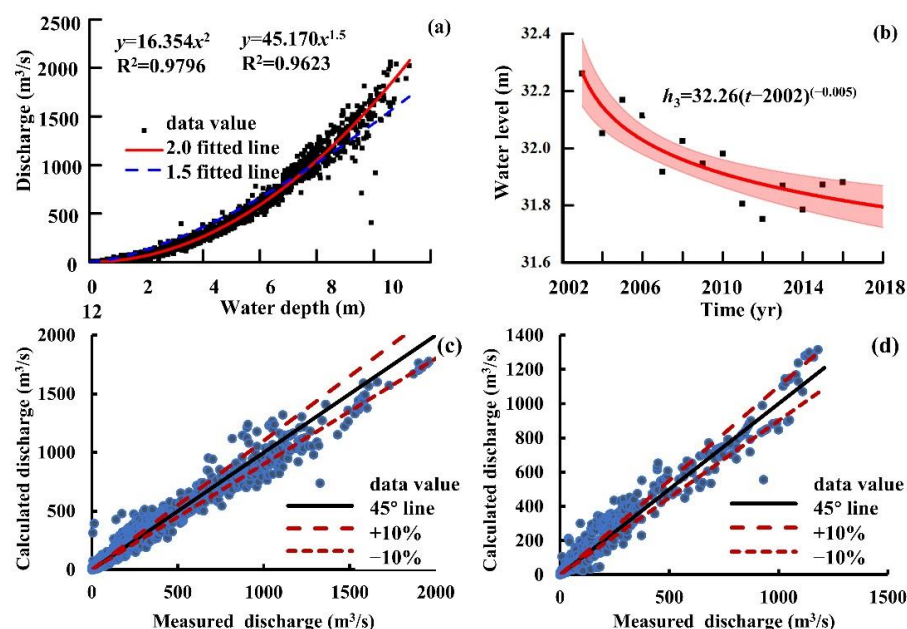 (a)
y=16.354x² y=45.170x^1.5
R²=0.9796 R²=0.9623
data value
2.0 fitted line
1.5 fitted line
Discharge (m³/s)
2500
2000
1500
1000
500
0
0 2 4 6 8 10
12
Water depth (m)
(b)
h₃=32.26(t−2002)^(−0.005)
Water level (m)
32.6
32.2
31.9
31.8
31.6
2002 2006 2010 2014 2018
Time (yr)
(c)
Calculated discharge (m³/s)
2000
1500
1000
500
0
data value
45° line
+10%
−10%
0 500 1000 1500 2000
Measured discharge (m³/s)
(d)
Calculated discharge (m³/s)
1400
1200
1000
800
600
400
200
0
data value
45° line
+10%
−10%
0 500 1000 1500
Measured discharge (m³/s)